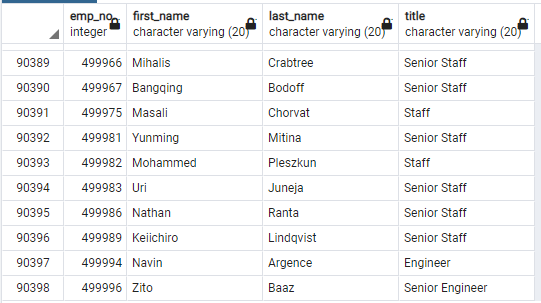 emp_no first_name last_name title
integer character varying (20) character varying (20) character varying (20)
90389 499966 Mihalis Crabtree Senior Staff
90390 499967 Bangqing Bodoff Senior Staff
90391 499975 Masali Chorvat Staff
90392 499981 Yunming Mitina Senior Staff
90393 499982 Mohammed Pleszkun Staff
90394 499983 Uri Juneja Senior Staff
90395 499986 Nathan Ranta Senior Staff
90396 499989 Keiichiro Lindqvist Senior Staff
90397 499994 Navin Argence Engineer
90398 499996 Zito Baaz Senior Engineer